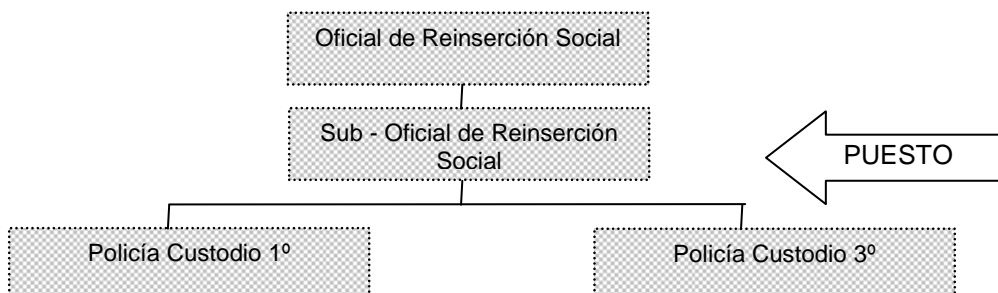 Oficial de Reinserción Social
Sub - Oficial de Reinserción
Social
PUESTO
Policía Custodio 1º
Policía Custodio 3º